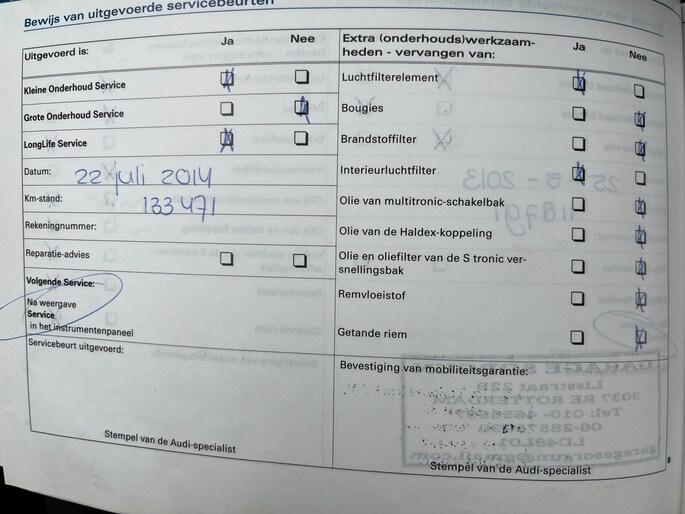 Bewijs van uitgevoerde servicebeurten
Uitgevoerd is:
Ja
Nee
Kleine Onderhoud Service
Grote Onderhoud Service
LongLife Service
Datum: 22 juli 2014
Km-stand: 133 471
Rekeningnummer:
Reparatie-advies
Volgende Service:
Na weergave
Service
in het instrumentenpaneel
Servicebeurt uitgevoerd:
Stempel van de Audi-specialist
Extra (onderhouds)werkzaam-
heden - vervangen van:
Ja
Nee
Luchtfilterelement
Bougies
Brandstoffilter
Interieurluchtfilter
Olie van multitronic-schakelbak
Olie van de Haldex-koppeling
Olie en oliefilter van de S tronic ver-
snellingsbak
Remvloeistof
Getande riem
Bevestiging van mobiliteitsgarantie:
Stempel van de Audi-specialist